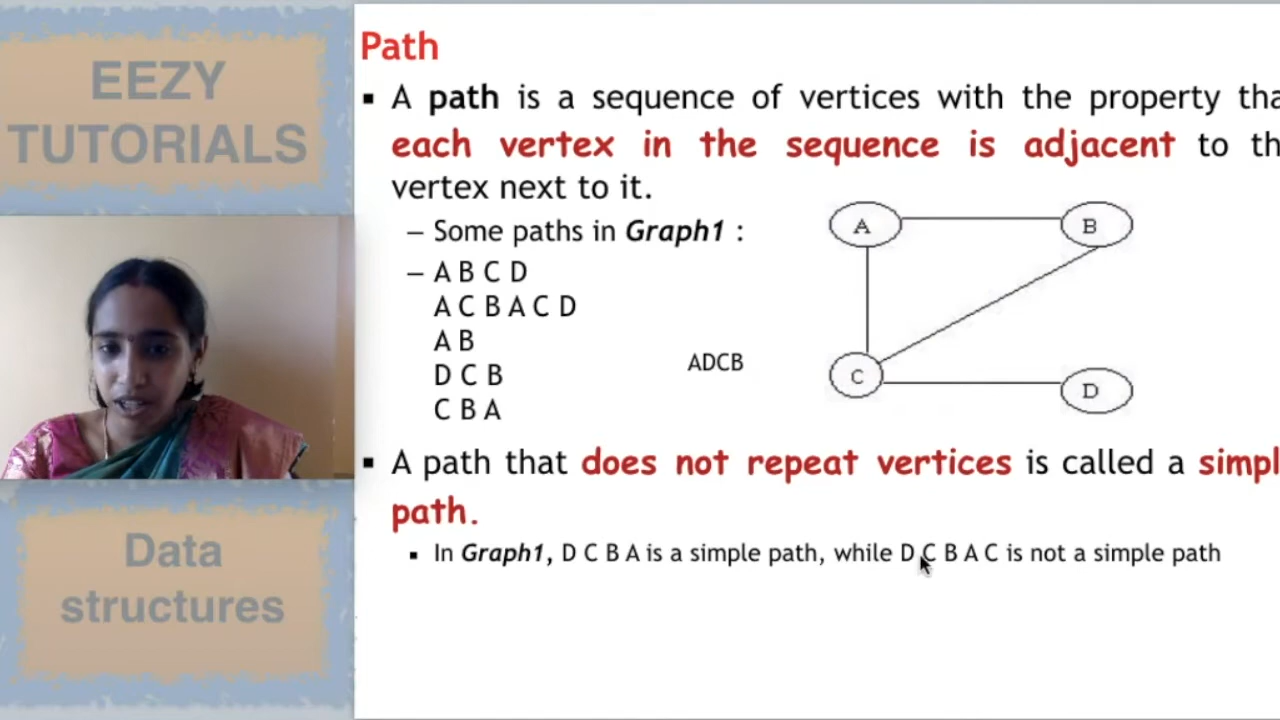 EEZY
TUTORIALS
Data
structures
Path
▪ A path is a sequence of vertices with the property tha
each vertex in the sequence is adjacent to th
vertex next to it.
– Some paths in Graph1 :
– A B C D
A C B A C D
A B
D C B
C B A
ADCB
A
B
C
D
▪ A path that does not repeat vertices is called a simpl
path.
▪ In Graph1, D C B A is a simple path, while D C B A C is not a simple path